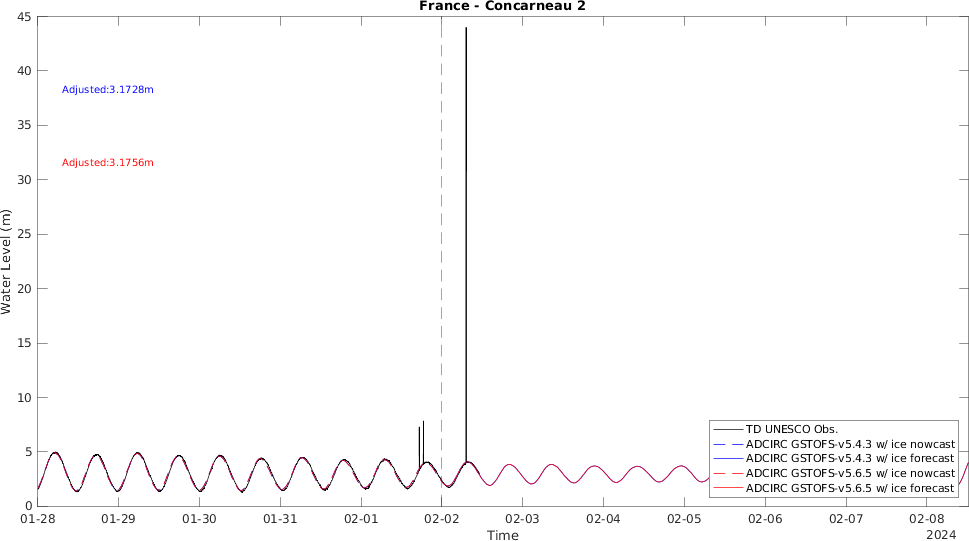 France - Concarneau 2
45
40
35
30
25
20
15
10
5
0
Water Level (m)
Adjusted:3.1728m
Adjusted:3.1756m
TD UNESCO Obs.
ADCIRC GSTOFS-v5.4.3 w/ ice nowcast
ADCIRC GSTOFS-v5.4.3 w/ ice forecast
ADCIRC GSTOFS-v5.6.5 w/ ice nowcast
ADCIRC GSTOFS-v5.6.5 w/ ice forecast
01-28 01-29 01-30 01-31 02-01 02-02 02-03 02-04 02-05 02-06 02-07 02-08
2024
Time